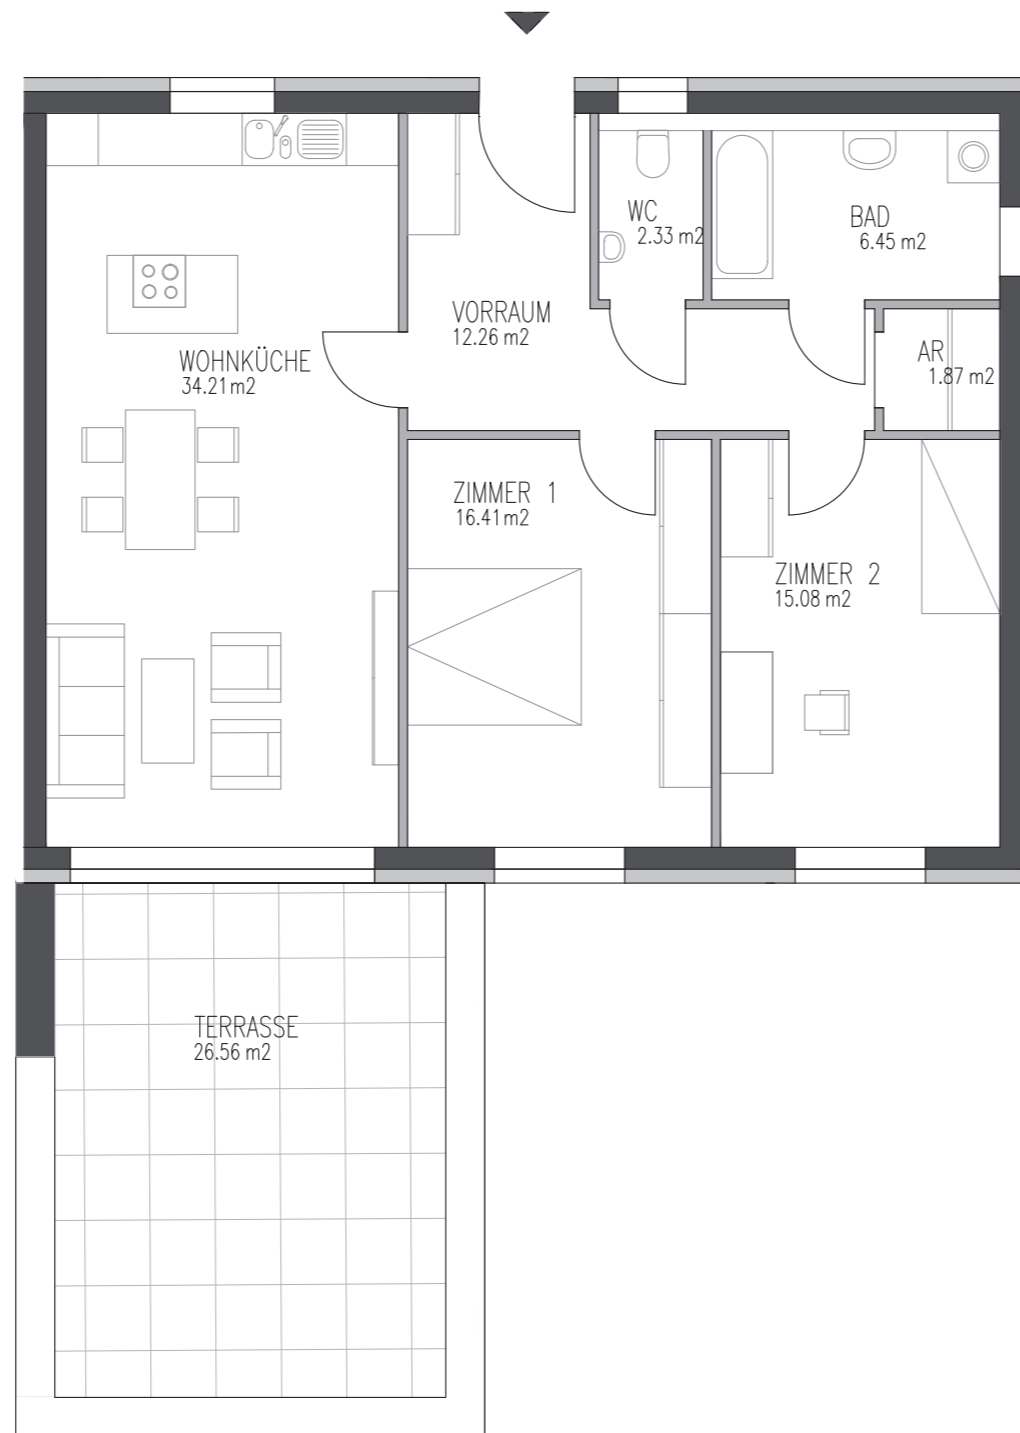 WC
2.33 m2
BAD
6.45 m2
VORRAUM
12.26 m2
WOHNKÜCHE
34.21 m2
AR
1.87 m2
ZIMMER 1
16.41 m2
ZIMMER 2
15.08 m2
TERRASSE
26.56 m2